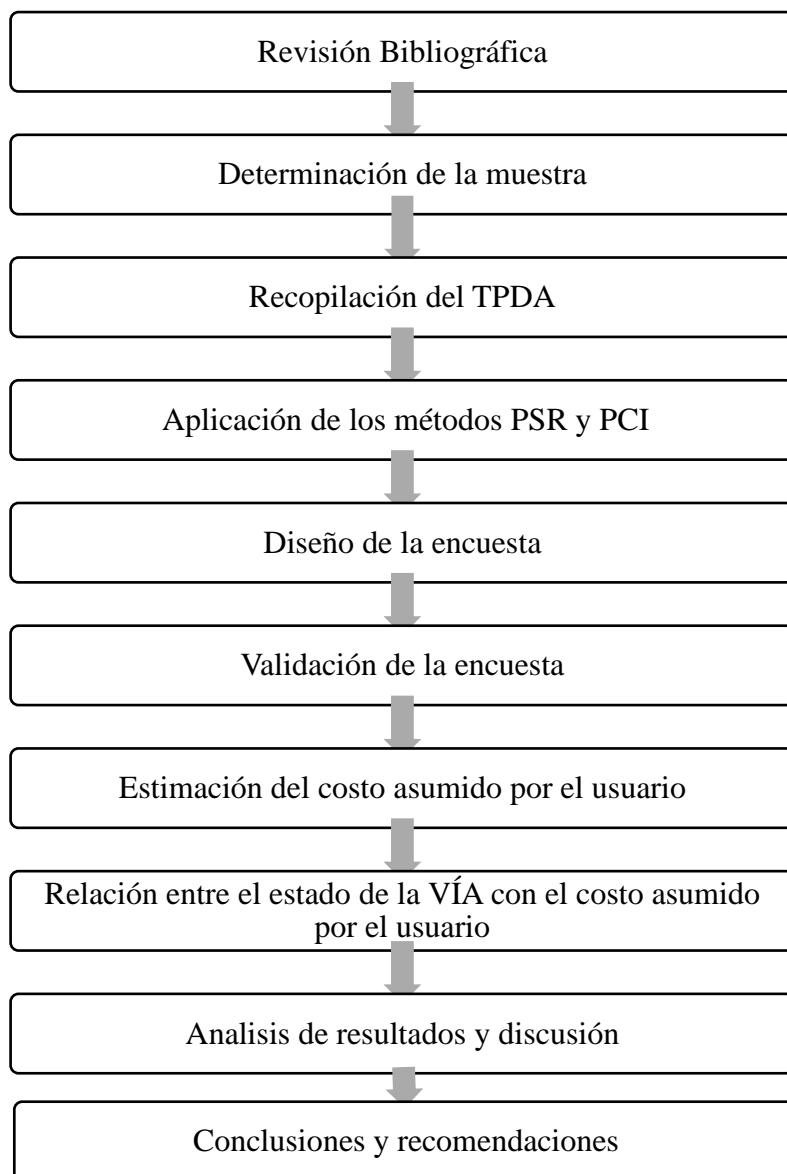 Revisión Bibliográfica
Determinación de la muestra
Recopilación del TPDA
Aplicación de los métodos PSR y PCI
Diseño de la encuesta
Validación de la encuesta
Estimación del costo asumido por el usuario
Relación entre el estado de la VÍA con el costo asumido
por el usuario
Analisis de resultados y discusión
Conclusiones y recomendaciones